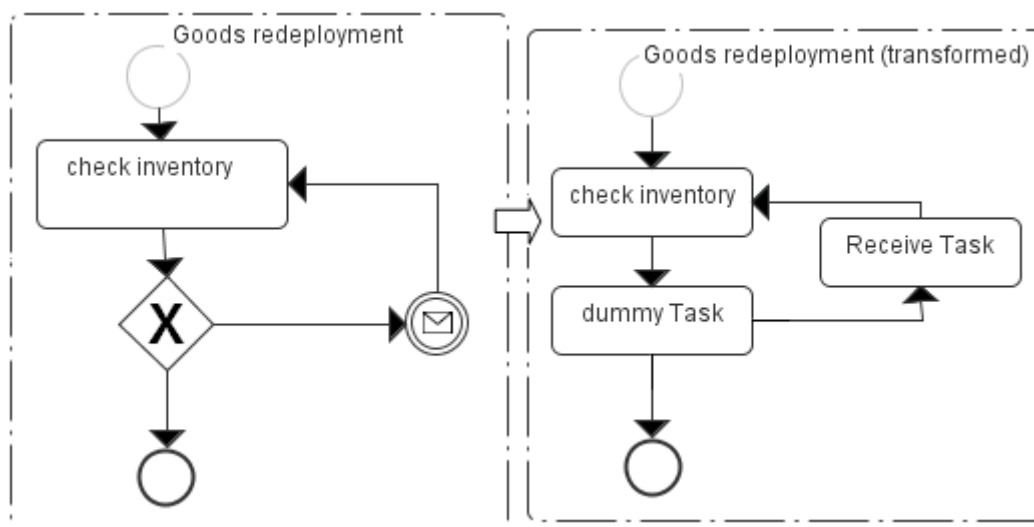 Goods redeployment
check inventory
X
Goods redeployment (transformed)
check inventory
Receive Task
dummy Task